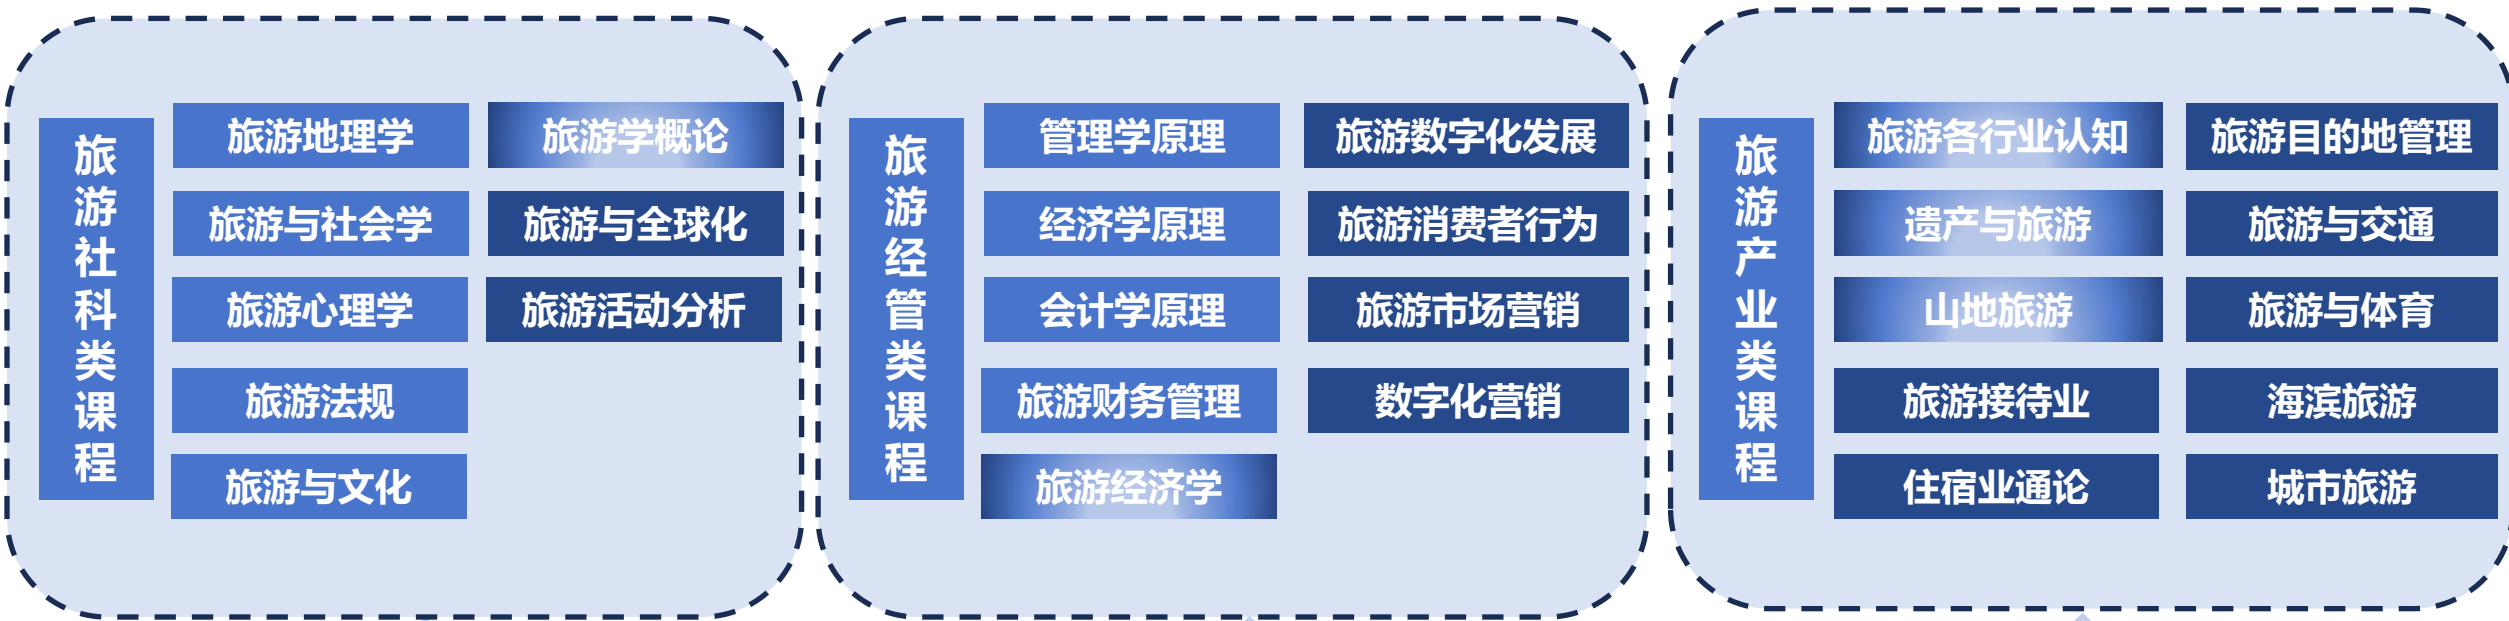 旅游社科类课程
旅游地理学
旅游学概论
旅游与社会学
旅游与全球化
旅游心理学
旅游活动分析
旅游法规
旅游与文化
旅游经管类课程
管理学原理
旅游数字化发展
经济学原理
旅游消费者行为
会计学原理
旅游市场营销
旅游财务管理
数字化营销
旅游经济学
旅游产业类课程
旅游各行业认知
旅游目的地管理
遗产与旅游
旅游与交通
山地旅游
旅游与体育
旅游接待业
海滨旅游
住宿业通论
城市旅游